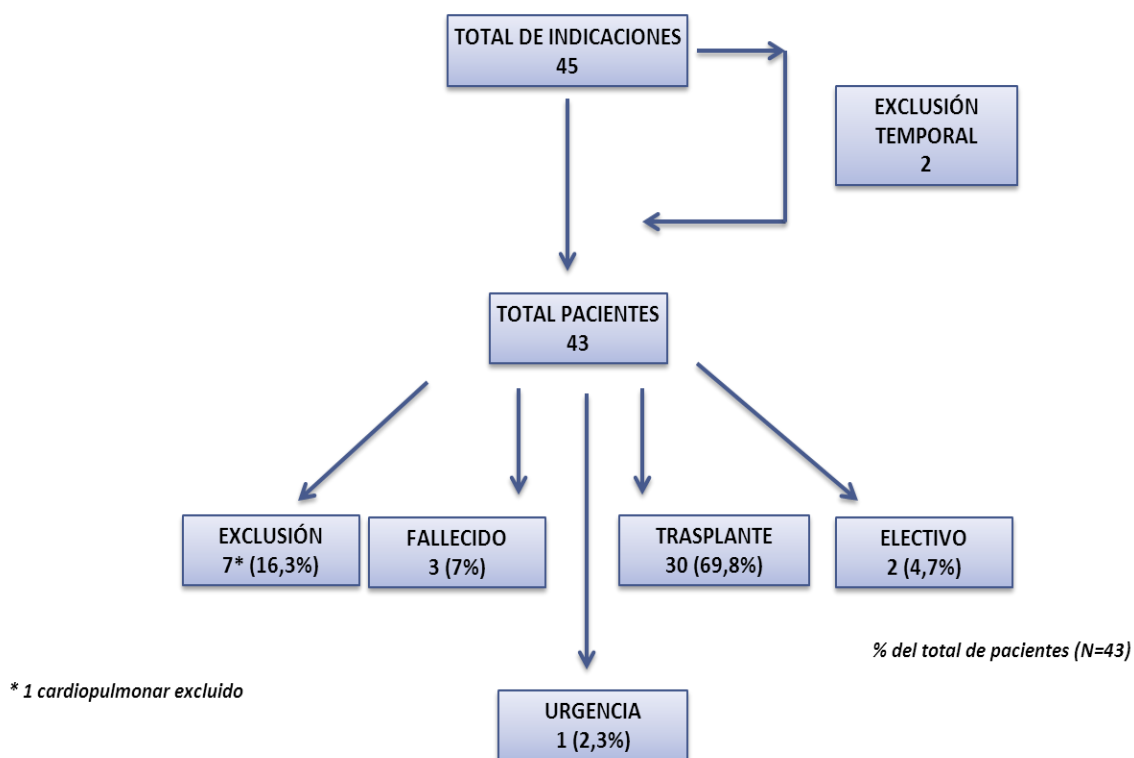 TOTAL DE INDICACIONES
45
EXCLUSIÓN
TEMPORAL
2
TOTAL PACIENTES
43
EXCLUSIÓN
7* (16,3%)
FALLECIDO
3 (7%)
TRASPLANTE
30 (69,8%)
ELECTIVO
2 (4,7%)
% del total de pacientes (N=43)
* 1 cardiopulmonar excluido
URGENCIA
1 (2,3%)